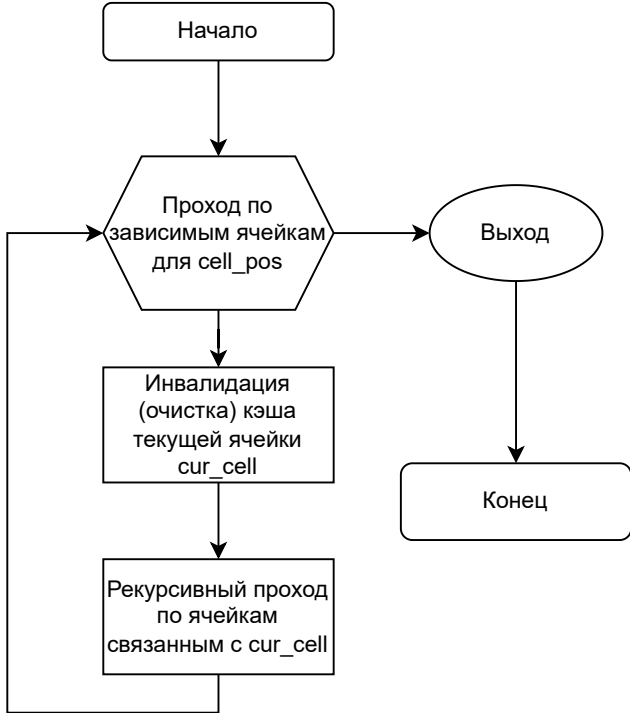 Начало
Проход по
зависимым ячейкам
для cell_pos
Выход
Инвалидация
(очистка) кэша
текущей ячейки
cur_cell
Конец
Рекурсивный проход
по ячейкам
связанным с cur_cell